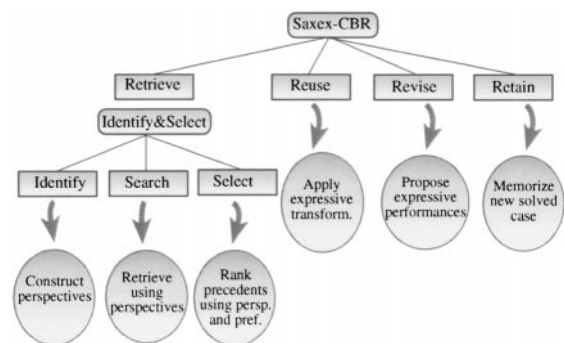 Saxex-CBR
Retrieve
Reuse
Revise
Retain
Identify&Select
Identify
Search
Select
Apply
expressive
transform.
Propose
expressive
performances
Memorize
new solved
case
Construct
perspectives
Retrieve
using
perspectives
Rank
precedents
using persp.
and pref.